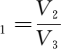 ₁ = V₂/V₃